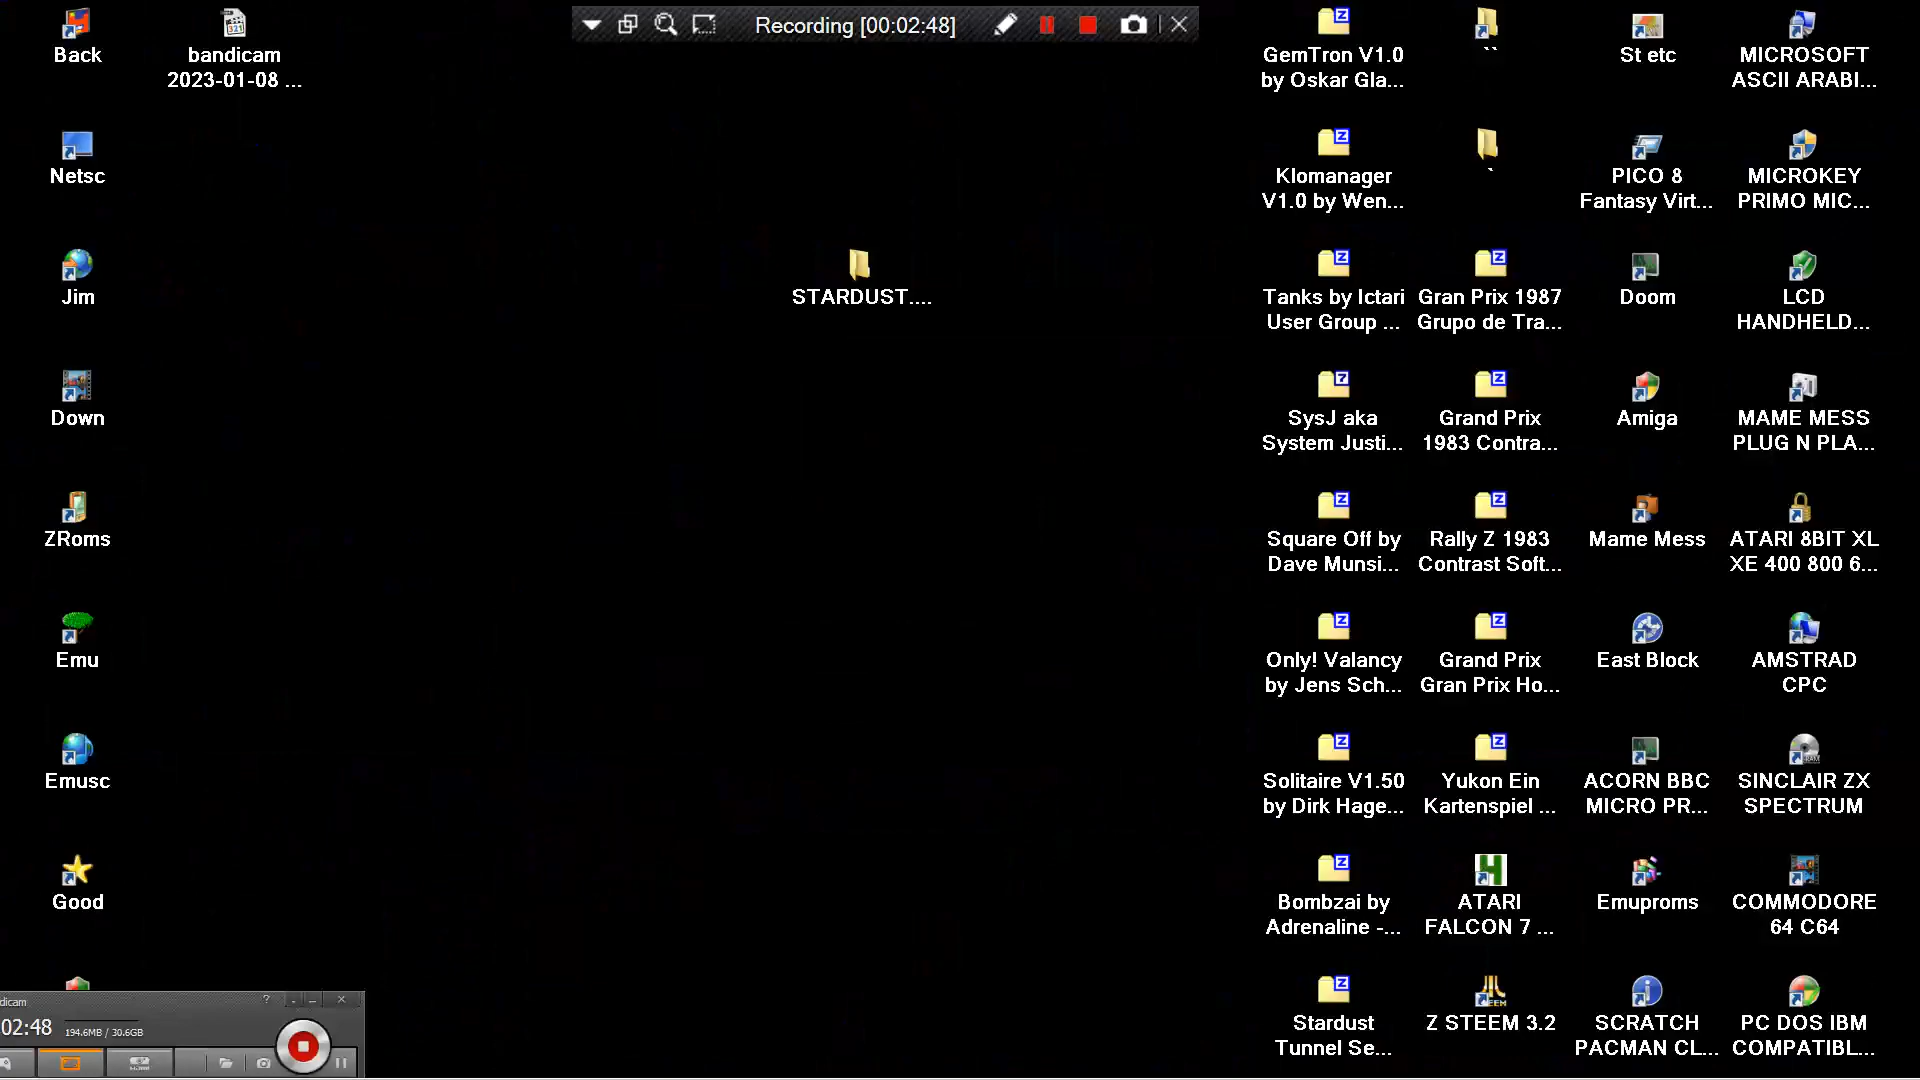 Recording [00:02:48]
Back
bandicam
2023-01-08 ...
Netsc
Jim
Down
ZRoms
Emu
Emusc
Good
STARDUST....
GemTron V1.0
by Oskar Gla...
Klomanager
V1.0 by Wen...
Tanks by Ictari
User Group ...
SysJ aka
System Justi...
Square Off by
Dave Munsi...
Only! Valancy
by Jens Sch...
Solitaire V1.50
by Dirk Hage...
Bombzai by
Adrenaline -...
Stardust
Tunnel Se...
``
`
Gran Prix 1987
Grupo de Tra...
Grand Prix
1983 Contra...
Rally Z 1983
Contrast Soft...
Grand Prix
Gran Prix Ho...
Yukon Ein
Kartenspiel ...
ATARI
FALCON 7 ...
Z STEEM 3.2
St etc
PICO 8
Fantasy Virt...
Doom
Amiga
Mame Mess
East Block
ACORN BBC
MICRO PR...
Emuproms
SCRATCH
PACMAN CL...
MICROSOFT
ASCII ARABI...
MICROKEY
PRIMO MIC...
LCD
HANDHELD...
MAME MESS
PLUG N PLA...
ATARI 8BIT XL
XE 400 800 6...
AMSTRAD
CPC
SINCLAIR ZX
SPECTRUM
COMMODORE
64 C64
PC DOS IBM
COMPATIBL...
dicam
02:48
194.6MB / 30.6GB